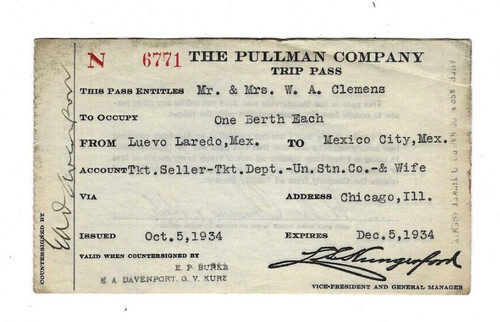 N 6771 THE PULLMAN COMPANY
TRIP PASS
THIS PASS ENTITLES Mr. & Mrs. W. A. Clemens
TO OCCUPY One Berth Each
FROM Luevo Laredo,Mex. TO Mexico City,Mex.
ACCOUNT Tkt.Seller-Tkt.Dept.-Un.Stn.Co.-& Wife
VIA ADDRESS Chicago,Ill.
ISSUED Oct.5,1934 EXPIRES Dec.5,1934
VALID WHEN COUNTERSIGNED BY
E. P. BURKE
E. A. DAVENPORT, G. V. KURZ
VICE-PRESIDENT AND GENERAL MANAGER
COUNTERSIGNED BY